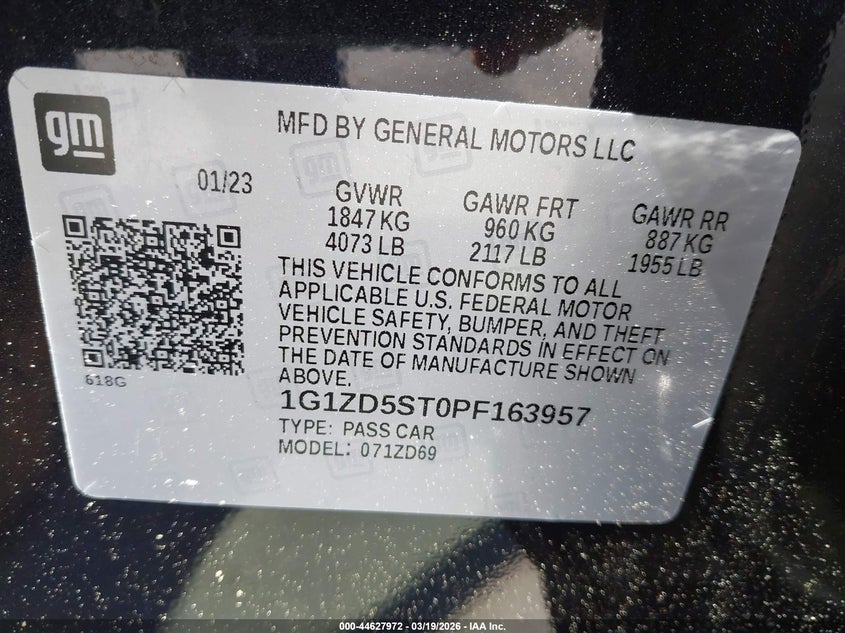 gm
MFD BY GENERAL MOTORS LLC
01/23
GVWR
1847 KG
4073 LB
GAWR FRT
960 KG
2117 LB
GAWR RR
887 KG
1955 LB
THIS VEHICLE CONFORMS TO ALL
APPLICABLE U.S. FEDERAL MOTOR
VEHICLE SAFETY, BUMPER, AND THEFT
PREVENTION STANDARDS IN EFFECT ON
THE DATE OF MANUFACTURE SHOWN
ABOVE.
618G
1G1ZD5ST0PF163957
TYPE: PASS CAR
MODEL: 071ZD69
000-44627972 - 03/19/2026 - IAA Inc.